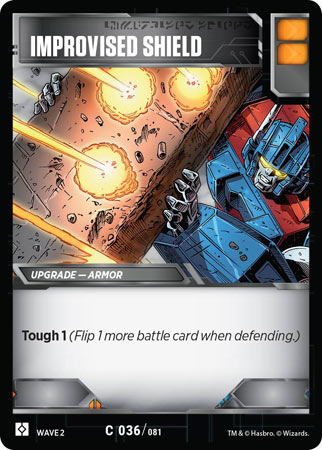 IMPROVISED SHIELD
UPGRADE — ARMOR
Tough 1 (Flip 1 more battle card when defending.)
WAVE 2 C 036/081 TM & © Hasbro. © Wizards.